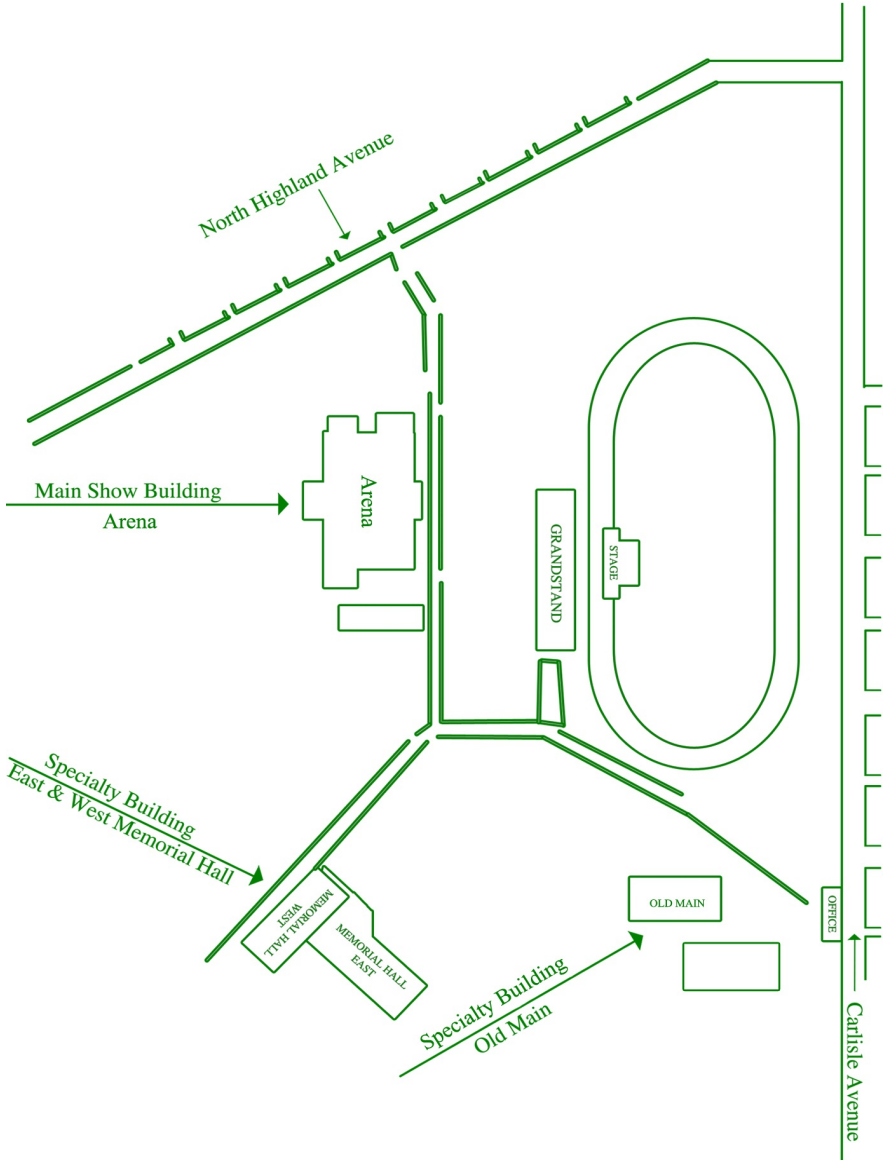 North Highland Avenue
Main Show Building
Arena
Arena
GRANDSTAND
STAGE
Specialty Building
East & West Memorial Hall
MEMORIAL HALL
WEST
MEMORIAL HALL
EAST
OLD MAIN
OFFICE
Specialty Building
Old Main
Carlisle Avenue